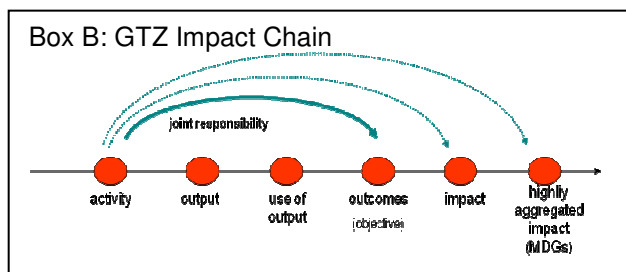 Box B: GTZ Impact Chain
joint responsibility
activity
output
use of
output
outcomes
(objective)
impact
highly
aggregated
impact
(MDGs)